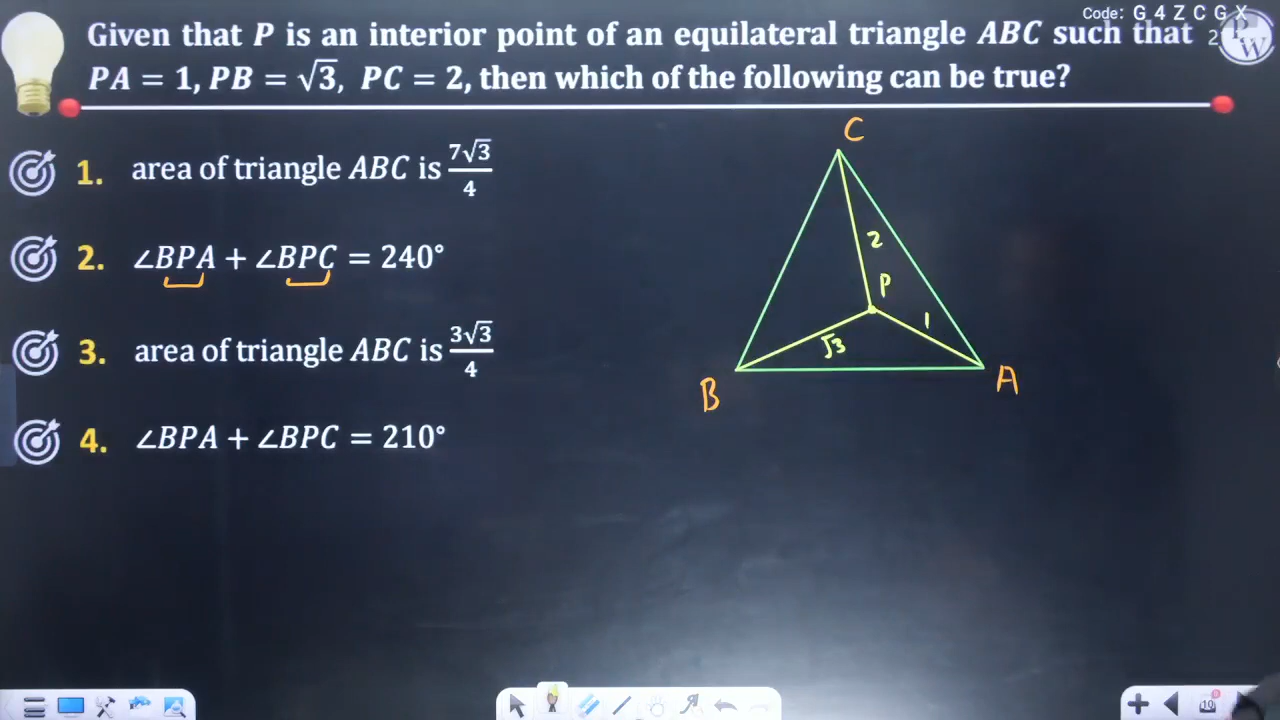 Code: G 4 Z C G X
Given that P is an interior point of an equilateral triangle ABC such that
PA = 1, PB = √3, PC = 2, then which of the following can be true?
1. area of triangle ABC is 7√3/4
2. ∠BPA + ∠BPC = 240°
3. area of triangle ABC is 3√3/4
4. ∠BPA + ∠BPC = 210°
C
2
P
1
√3
B
A
PW